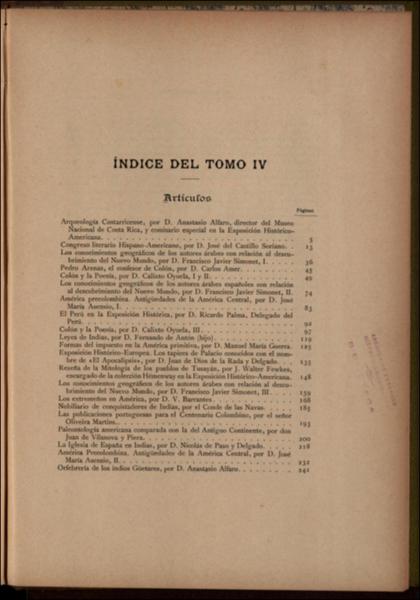 ÍNDICE DEL TOMO IV
Artículos
Páginas
Arqueología Costarricense, por D. Anastasio Alfaro, director del Museo
Nacional de Costa Rica, y comisario especial en la Exposición Histórico-
Americana. 5
Congreso literario Hispano-Americano, por D. José del Castillo Soriano. 13
Los conocimientos geográficos de los autores árabes con relación al descu-
brimiento del Nuevo Mundo, por D. Francisco Javier Simonet, I. 36
Pedro Arenas, el confesor de Colón, por D. Carlos Amer. 45
Colón y la Poesía, por D. Calixto Oyuela, I y II. 49
Los conocimientos geográficos de los autores árabes españoles con relación
al descubrimiento del Nuevo Mundo, por D. Francisco Javier Simonet, II. 74
América precolombina. Antigüedades de la América Central, por D. José
María Asensio, I. 83
El Perú en la Exposición Histórica, por D. Ricardo Palma, Delegado del
Perú. 92
Colón y la Poesía, por D. Calixto Oyuela, III. 97
Leyes de Indias, por D. Fernando de Antón (hijo). 119
Formas del impuesto en la América primitiva, por D. Manuel María Guerra. 125
Exposición Histórico-Europea. Los tapices de Palacio conocidos con el nom-
bre de «El Apocalipsis», por D. Juan de Dios de la Rada y Delgado. 135
Reseña de la Mitología de los pueblos de Tusayán, por J. Walter Fewkes,
encargado de la colección Hemenway en la Exposición Histórico-Americana. 148
Los conocimientos geográficos de los autores árabes con relación al descu-
brimiento del Nuevo Mundo, por D. Francisco Javier Simonet, III. 159
Los extremeños en América, por D. V. Barrantes. 168
Nobiliario de conquistadores de Indias, por el Conde de las Navas. 185
Las publicaciones portuguesas para el Centenario Colombino, por el señor
Oliveira Martins. 193
Paleontología americana comparada con la del Antiguo Continente, por don
Juan de Vilanova y Piera. 200
La Iglesia de España en Indias, por D. Nicolás de Paso y Delgado. 218
América Precolombina. Antigüedades de la América Central, por D. José
María Asensio, II. 232
Orfebrería de los indios Güetares, por D. Anastasio Alfaro. 241